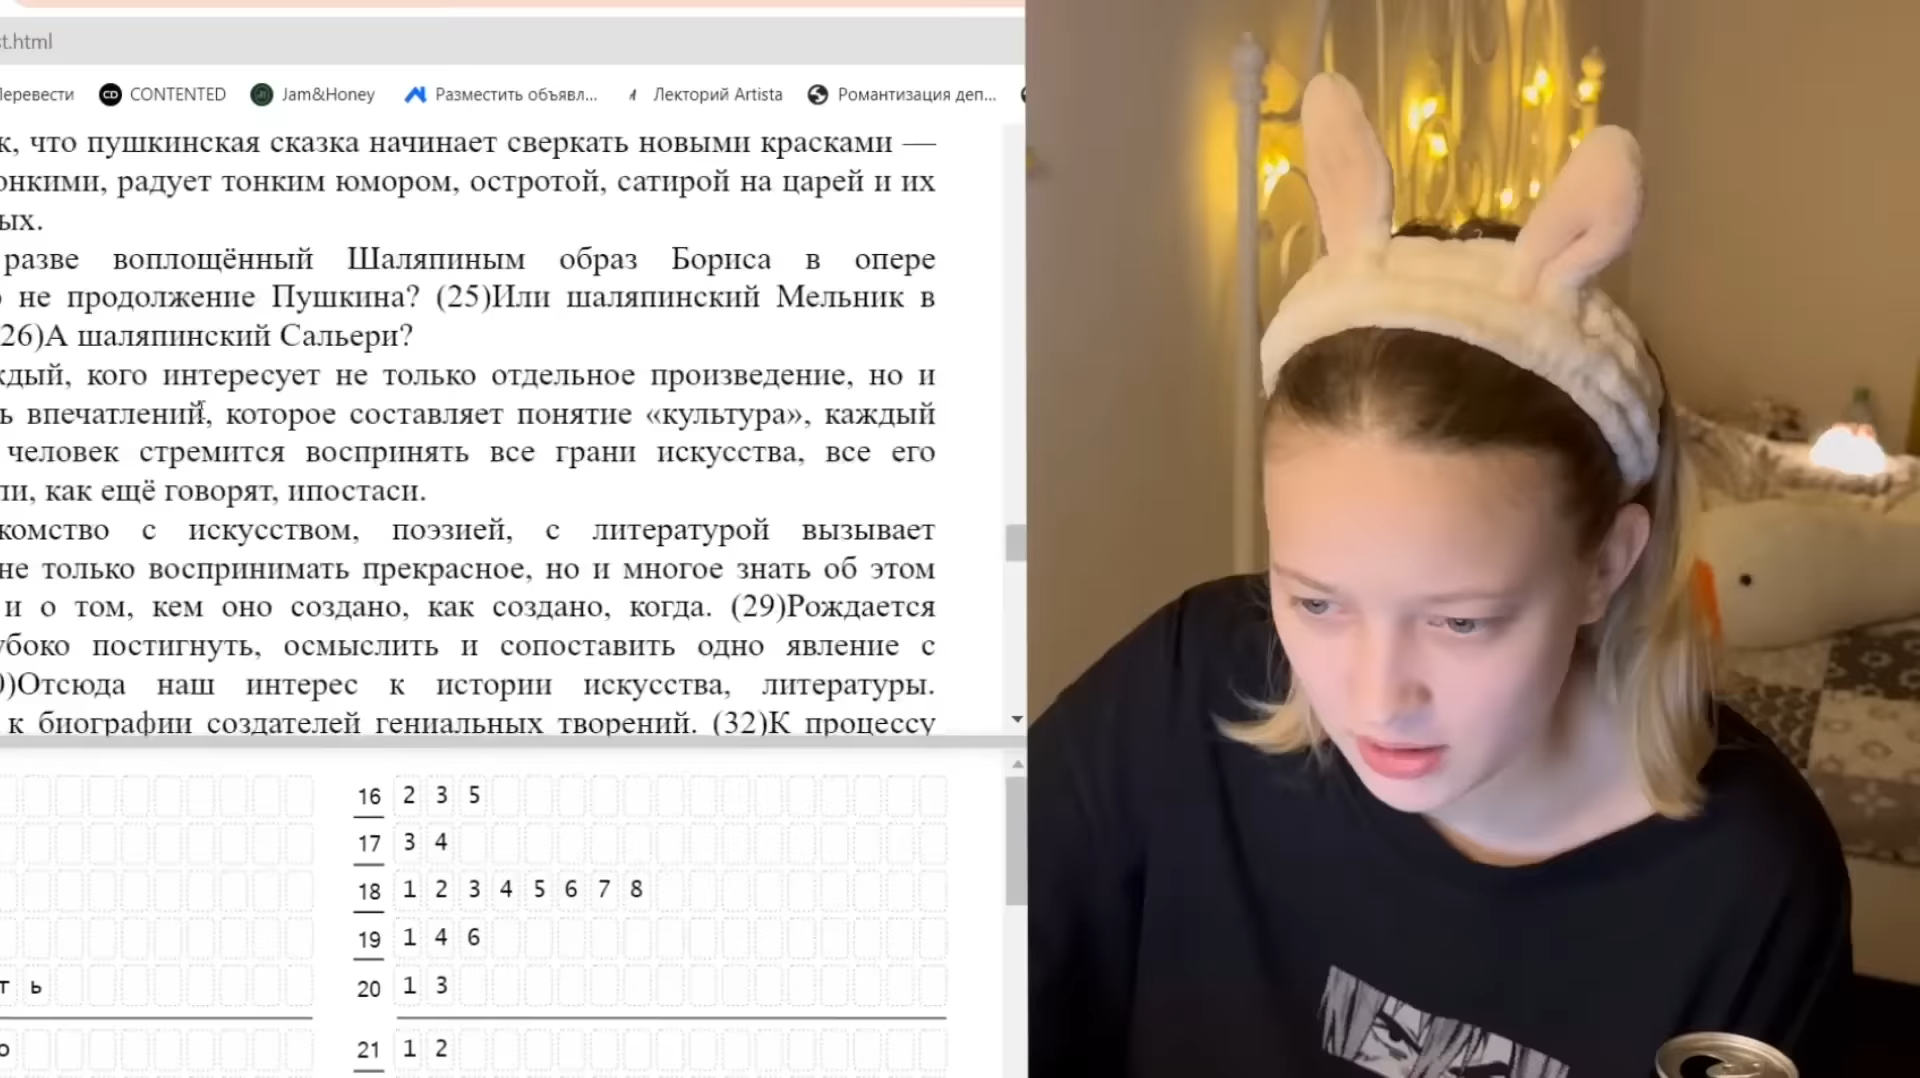 st.html
Перевести CONTENTED Jam&Honey Разместить объявл... Лекторий Artista Романтизация деп...
к, что пушкинская сказка начинает сверкать новыми красками —
онкими, радует тонким юмором, остротой, сатирой на царей и их
ых.
разве воплощённый Шаляпиным образ Бориса в опере
о не продолжение Пушкина? (25)Или шаляпинский Мельник в
26)А шаляпинский Сальери?
ждый, кого интересует не только отдельное произведение, но и
ь впечатлений, которое составляет понятие «культура», каждый
человек стремится воспринять все грани искусства, все его
ли, как ещё говорят, ипостаси.
комство с искусством, поэзией, с литературой вызывает
не только воспринимать прекрасное, но и многое знать об этом
и о том, кем оно создано, как создано, когда. (29)Рождается
убоко постигнуть, осмыслить и сопоставить одно явление с
0)Отсюда наш интерес к истории искусства, литературы.
к биографии создателей гениальных творений. (32)К процессу
16 2 3 5
17 3 4
18 1 2 3 4 5 6 7 8
19 1 4 6
т ь 20 1 3
о 21 1 2